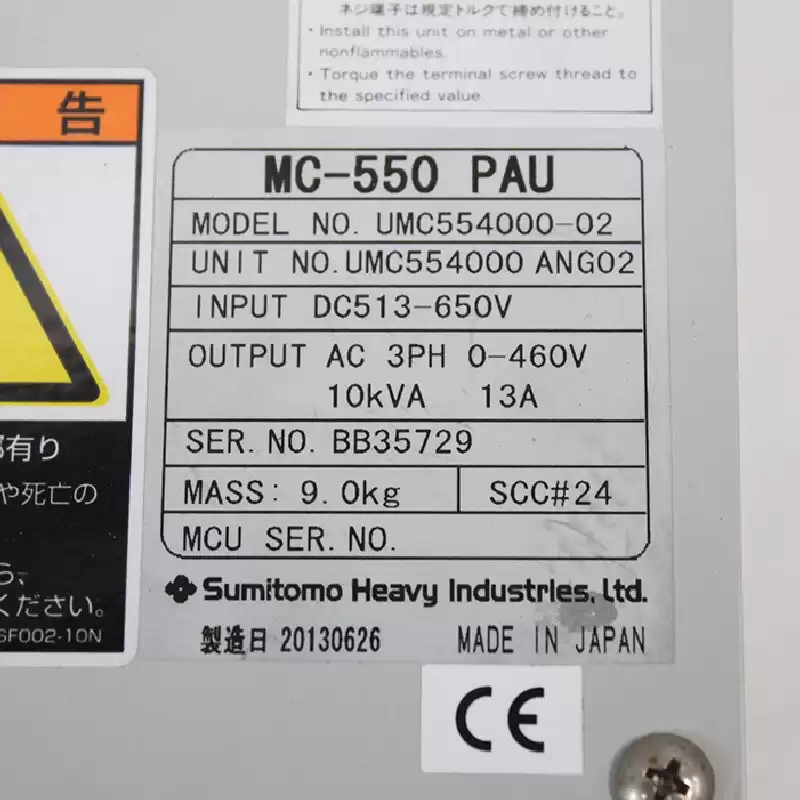 ネジ端子は規定トルクで締め付けること。
・Install this unit on metal or other
nonflammables.
・Torque the terminal screw thread to
the specified value.
告
MC-550 PAU
MODEL NO. UMC554000-02
UNIT NO. UMC554000 ANG02
INPUT DC513-650V
OUTPUT AC 3PH 0-460V
10kVA 13A
SER. NO. BB35729
MASS: 9.0kg SCC#24
MCU SER. NO.
Sumitomo Heavy Industries, Ltd.
製造日 20130626 MADE IN JAPAN
有り
や死亡の
ら、
ください。
6F002-10N
CE